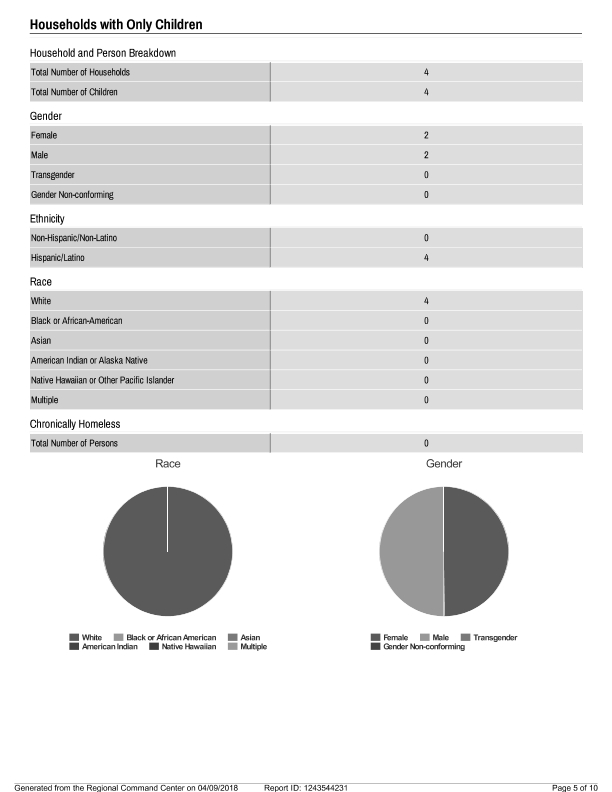 Households with Only Children
Household and Person Breakdown
Total Number of Households 4
Total Number of Children 4
Gender
Female 2
Male 2
Transgender 0
Gender Non-conforming 0
Ethnicity
Non-Hispanic/Non-Latino 0
Hispanic/Latino 4
Race
White 4
Black or African-American 0
Asian 0
American Indian or Alaska Native 0
Native Hawaiian or Other Pacific Islander 0
Multiple 0
Chronically Homeless
Total Number of Persons 0
Race Gender
White Black or African American Asian Female Male Transgender
American Indian Native Hawaiian Multiple Gender Non-conforming
Generated from the Regional Command Center on 04/09/2018 Report ID: 1243544231 Page 5 of 10